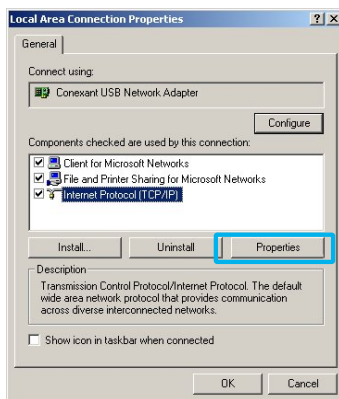 Local Area Connection Properties
General
Connect using:
Conexant USB Network Adapter
Configure
Components checked are used by this connection:
Client for Microsoft Networks
File and Printer Sharing for Microsoft Networks
Internet Protocol (TCP/IP)
Install... Uninstall Properties
Description
Transmission Control Protocol/Internet Protocol. The default
wide area network protocol that provides communication
across diverse interconnected networks.
Show icon in taskbar when connected
OK Cancel